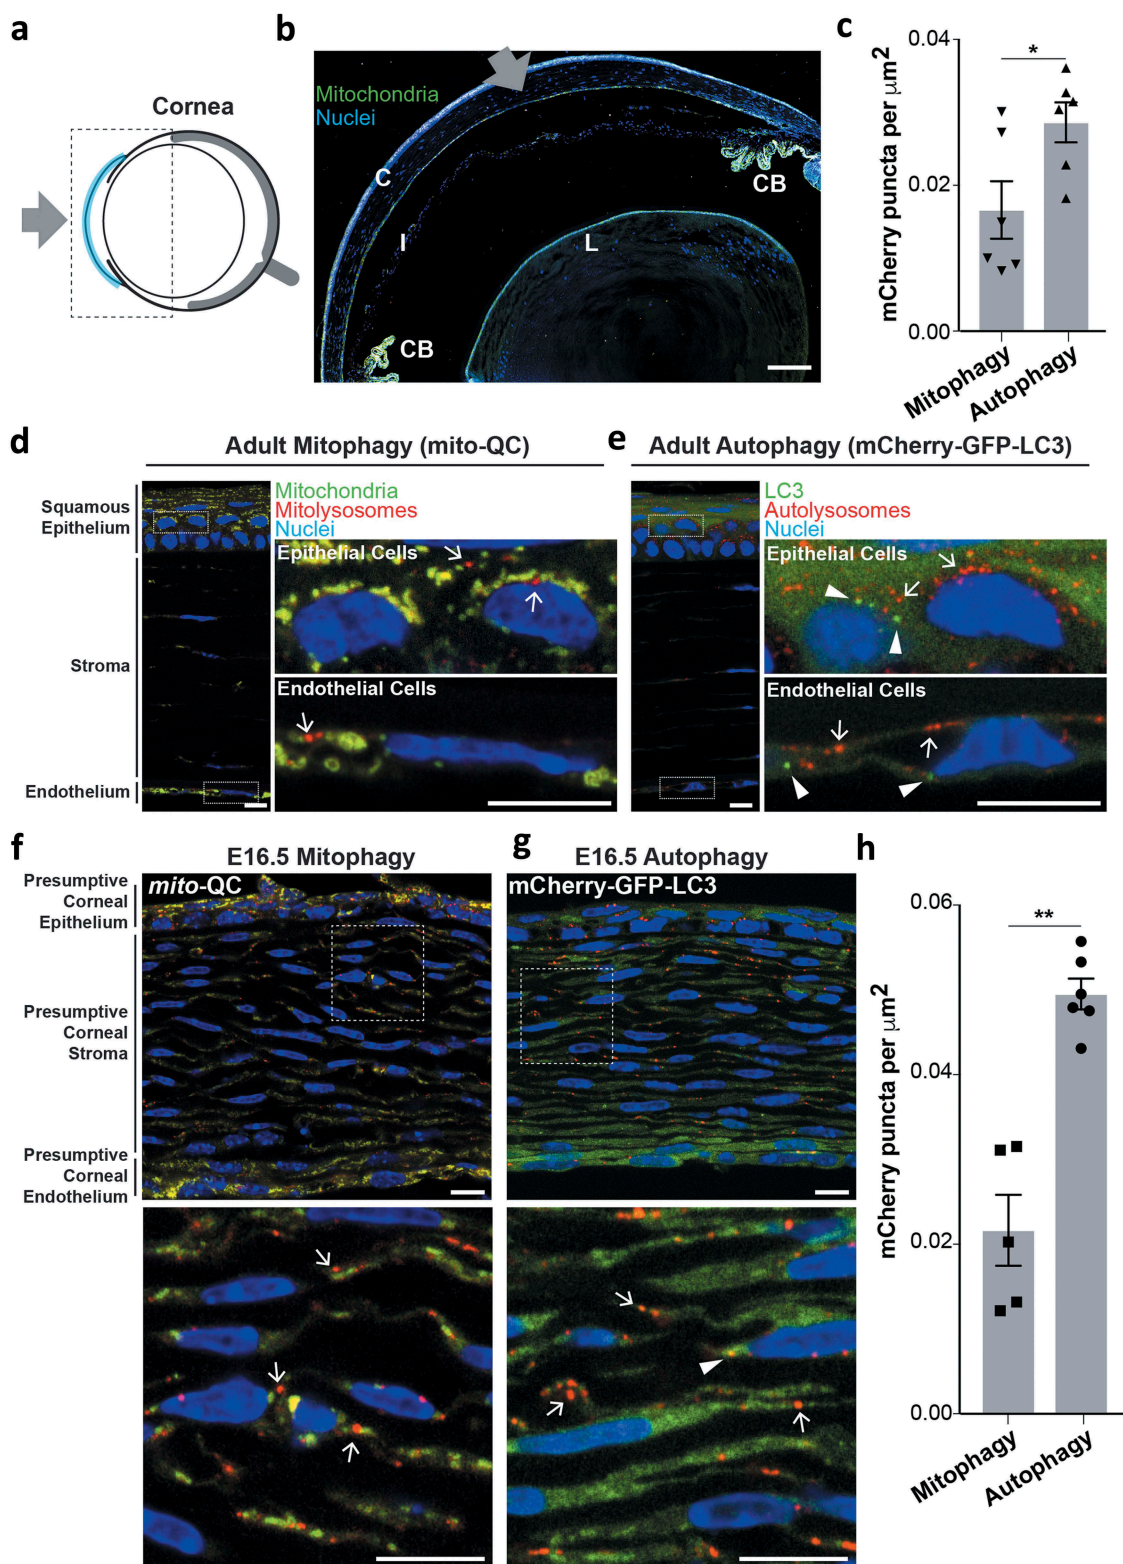 a
Cornea
b
Mitochondria
Nuclei
C
I
L
CB
CB
c
mCherry puncta per μm²
0.04
0.02
0.00
*
Mitophagy
Autophagy
d
Adult Mitophagy (mito-QC)
Squamous
Epithelium
Stroma
Endothelium
Mitochondria
Mitolysosomes
Nuclei
Epithelial Cells
Endothelial Cells
e
Adult Autophagy (mCherry-GFP-LC3)
LC3
Autolysosomes
Nuclei
Epithelial Cells
Endothelial Cells
f
E16.5 Mitophagy
mito-QC
Presumptive
Corneal
Epithelium
Presumptive
Corneal
Stroma
Presumptive
Corneal
Endothelium
g
E16.5 Autophagy
mCherry-GFP-LC3
h
mCherry puncta per μm²
0.06
0.04
0.02
0.00
**
Mitophagy
Autophagy